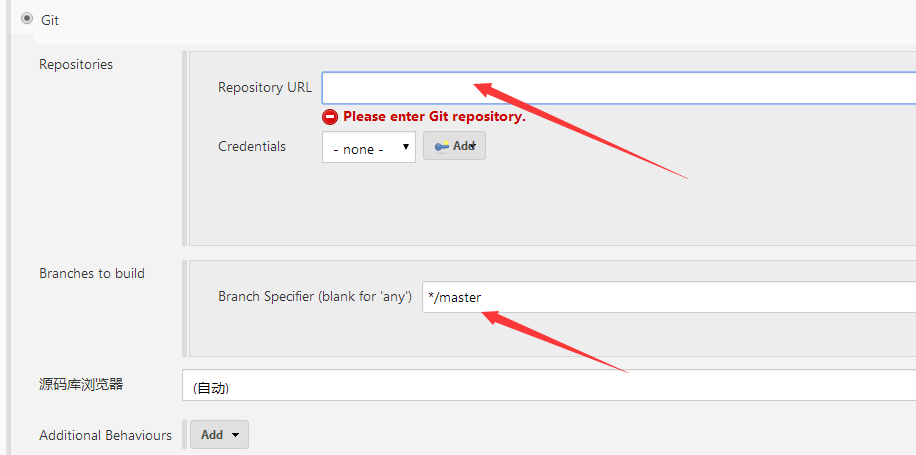 Git
Repositories
Repository URL
Please enter Git repository.
Credentials
- none -
Add
Branches to build
Branch Specifier (blank for 'any')
*/master
源码库浏览器
(自动)
Additional Behaviours
Add